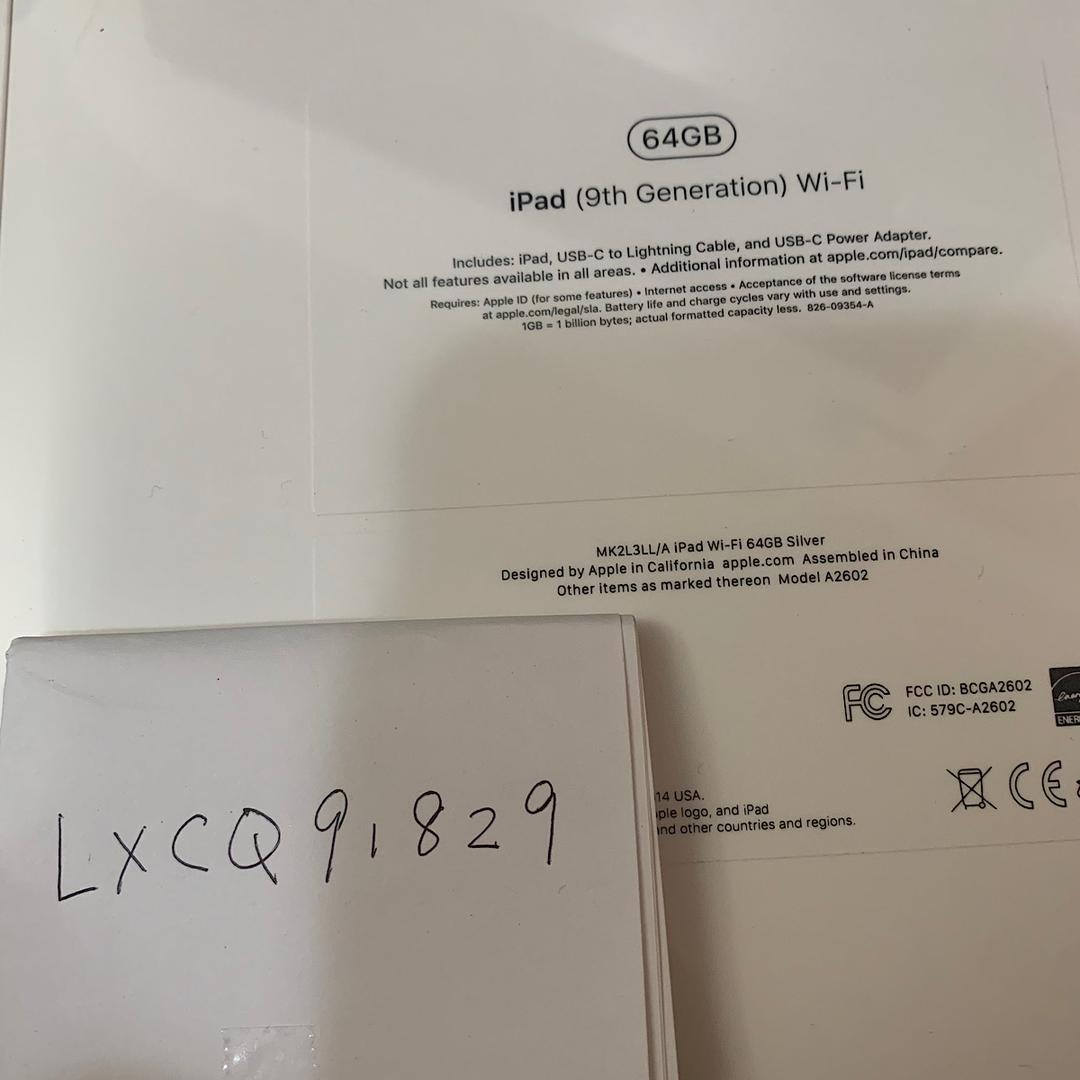 64GB
iPad (9th Generation) Wi-Fi
Includes: iPad, USB-C to Lightning Cable, and USB-C Power Adapter.
Not all features available in all areas. • Additional information at apple.com/ipad/compare.
Requires: Apple ID (for some features) • Internet access • Acceptance of the software license terms
at apple.com/legal/sla. Battery life and charge cycles vary with use and settings.
1GB = 1 billion bytes; actual formatted capacity less. 826-09354-A
MK2L3LL/A iPad Wi-Fi 64GB Silver
Designed by Apple in California apple.com Assembled in China
Other items as marked thereon Model A2602
FC FCC ID: BCGA2602
IC: 579C-A2602
CE
14 USA.
logo, and iPad
and other countries and regions.
LXCQ91829